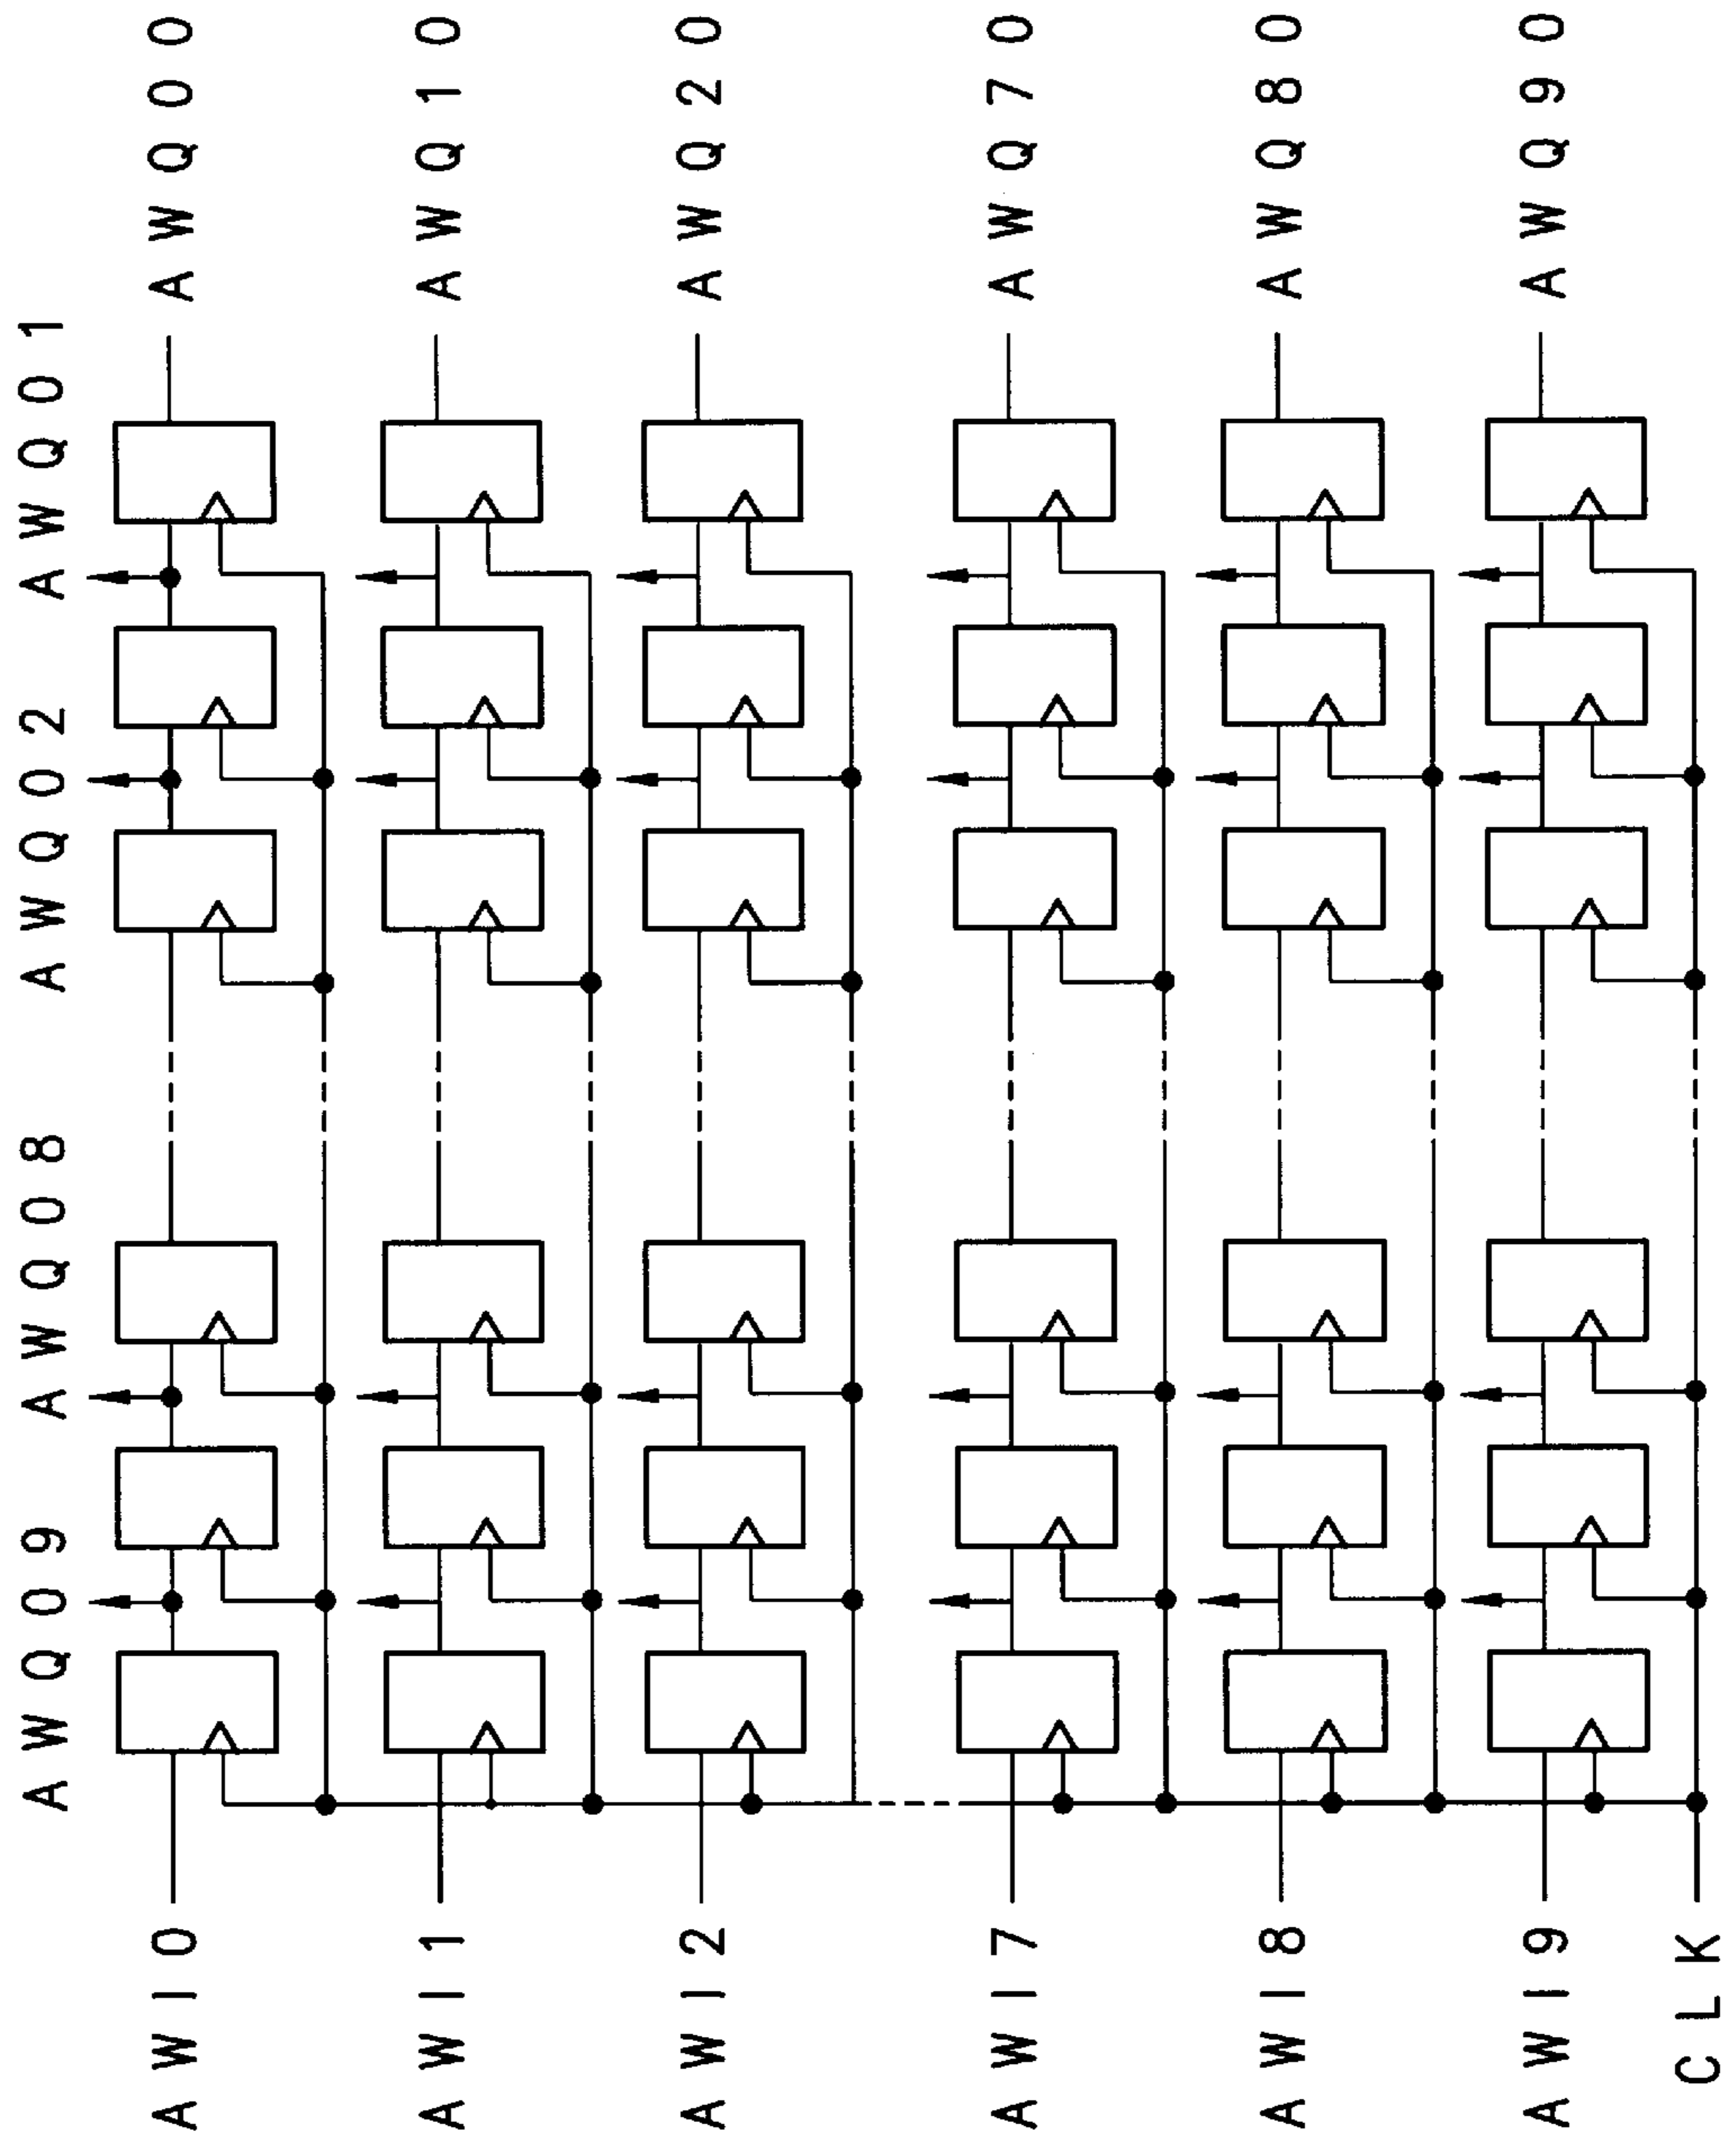 AWQ09 AWQ08 AWQ02 AWQ01
AWI0 AWQ00
AWI1 AWQ10
AWI2 AWQ20
AWI7 AWQ70
AWI8 AWQ80
AWI9 AWQ90
CLK